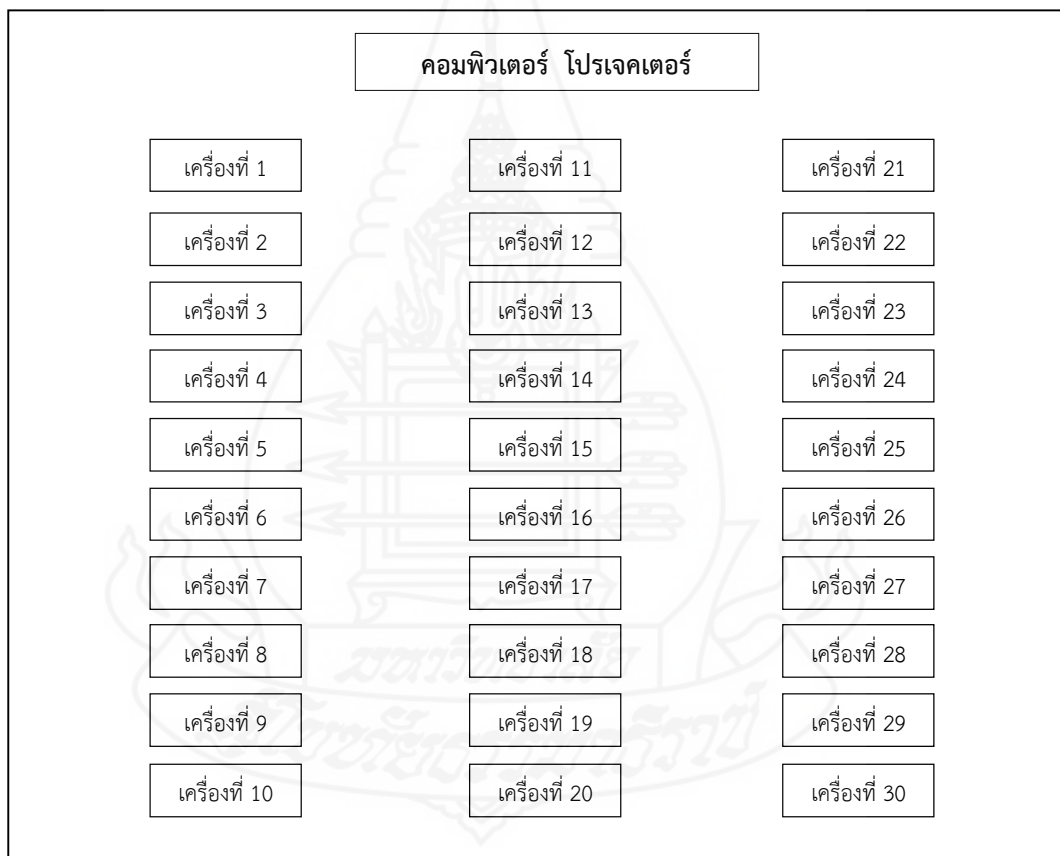 คอมพิวเตอร์ โปรเจคเตอร์
เครื่องที่ 1 เครื่องที่ 11 เครื่องที่ 21
เครื่องที่ 2 เครื่องที่ 12 เครื่องที่ 22
เครื่องที่ 3 เครื่องที่ 13 เครื่องที่ 23
เครื่องที่ 4 เครื่องที่ 14 เครื่องที่ 24
เครื่องที่ 5 เครื่องที่ 15 เครื่องที่ 25
เครื่องที่ 6 เครื่องที่ 16 เครื่องที่ 26
เครื่องที่ 7 เครื่องที่ 17 เครื่องที่ 27
เครื่องที่ 8 เครื่องที่ 18 เครื่องที่ 28
เครื่องที่ 9 เครื่องที่ 19 เครื่องที่ 29
เครื่องที่ 10 เครื่องที่ 20 เครื่องที่ 30